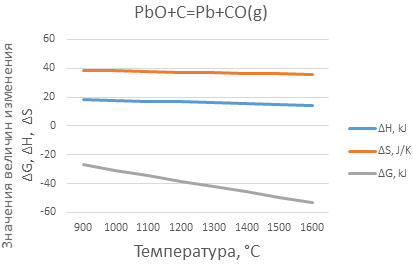 PbO+C=Pb+CO(g)
Значения величин изменения
ΔG, ΔH, ΔS
60
40
20
0
-20
-40
-60
900 1000 1100 1200 1300 1400 1500 1600
Температура, °C
ΔH, kJ
ΔS, J/K
ΔG, kJ